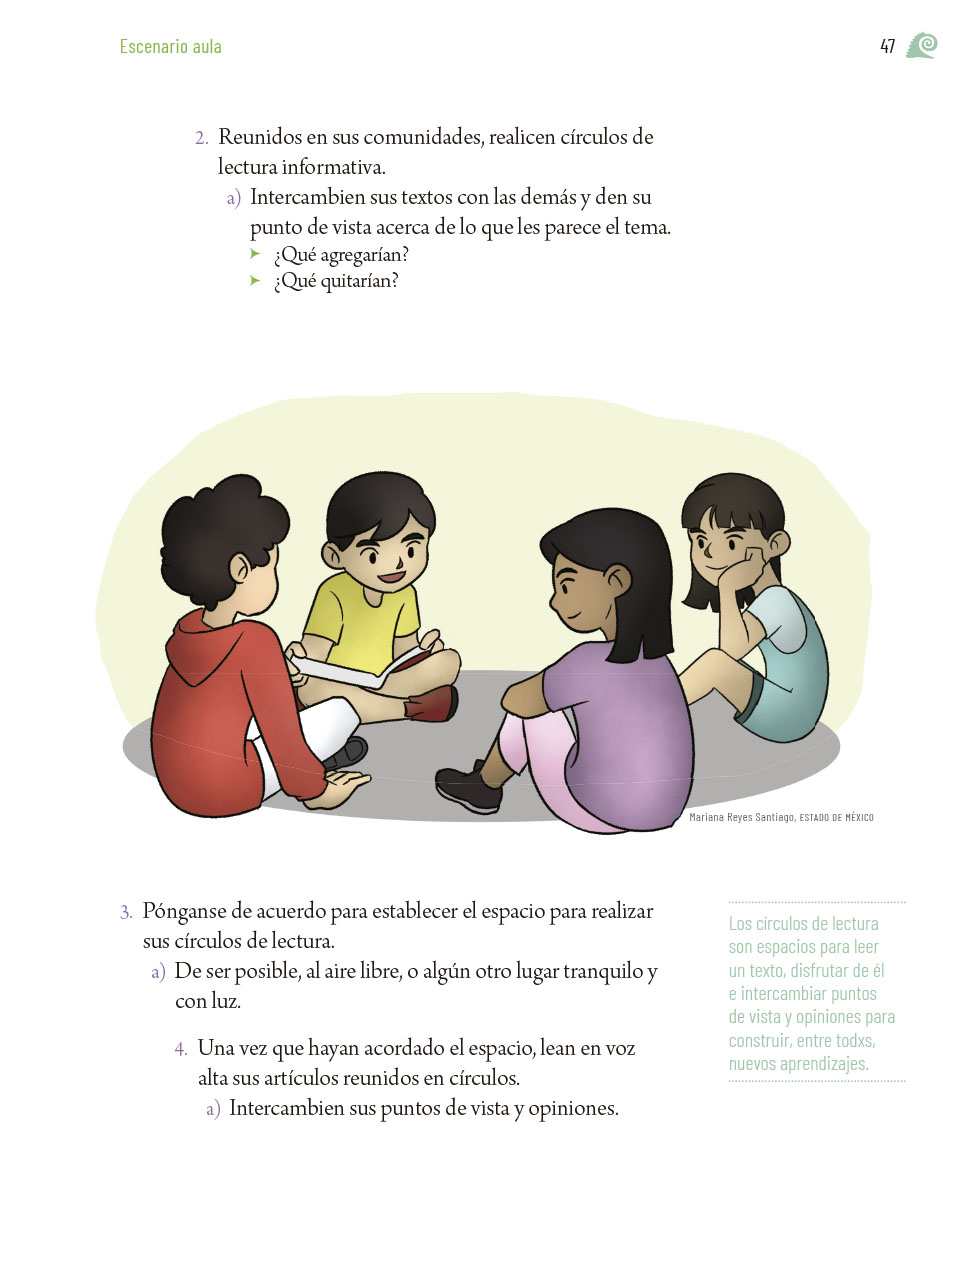 Escenario aula
47
2. Reunidos en sus comunidades, realicen círculos de
lectura informativa.
a) Intercambien sus textos con las demás y den su
punto de vista acerca de lo que les parece el tema.
➤ ¿Qué agregarían?
➤ ¿Qué quitarían?
Mariana Reyes Santiago, ESTADO DE MÉXICO
3. Pónganse de acuerdo para establecer el espacio para realizar
sus círculos de lectura.
a) De ser posible, al aire libre, o algún otro lugar tranquilo y
con luz.
4. Una vez que hayan acordado el espacio, lean en voz
alta sus artículos reunidos en círculos.
a) Intercambien sus puntos de vista y opiniones.
Los círculos de lectura
son espacios para leer
un texto, disfrutar de él
e intercambiar puntos
de vista y opiniones para
construir, entre todxs,
nuevos aprendizajes.